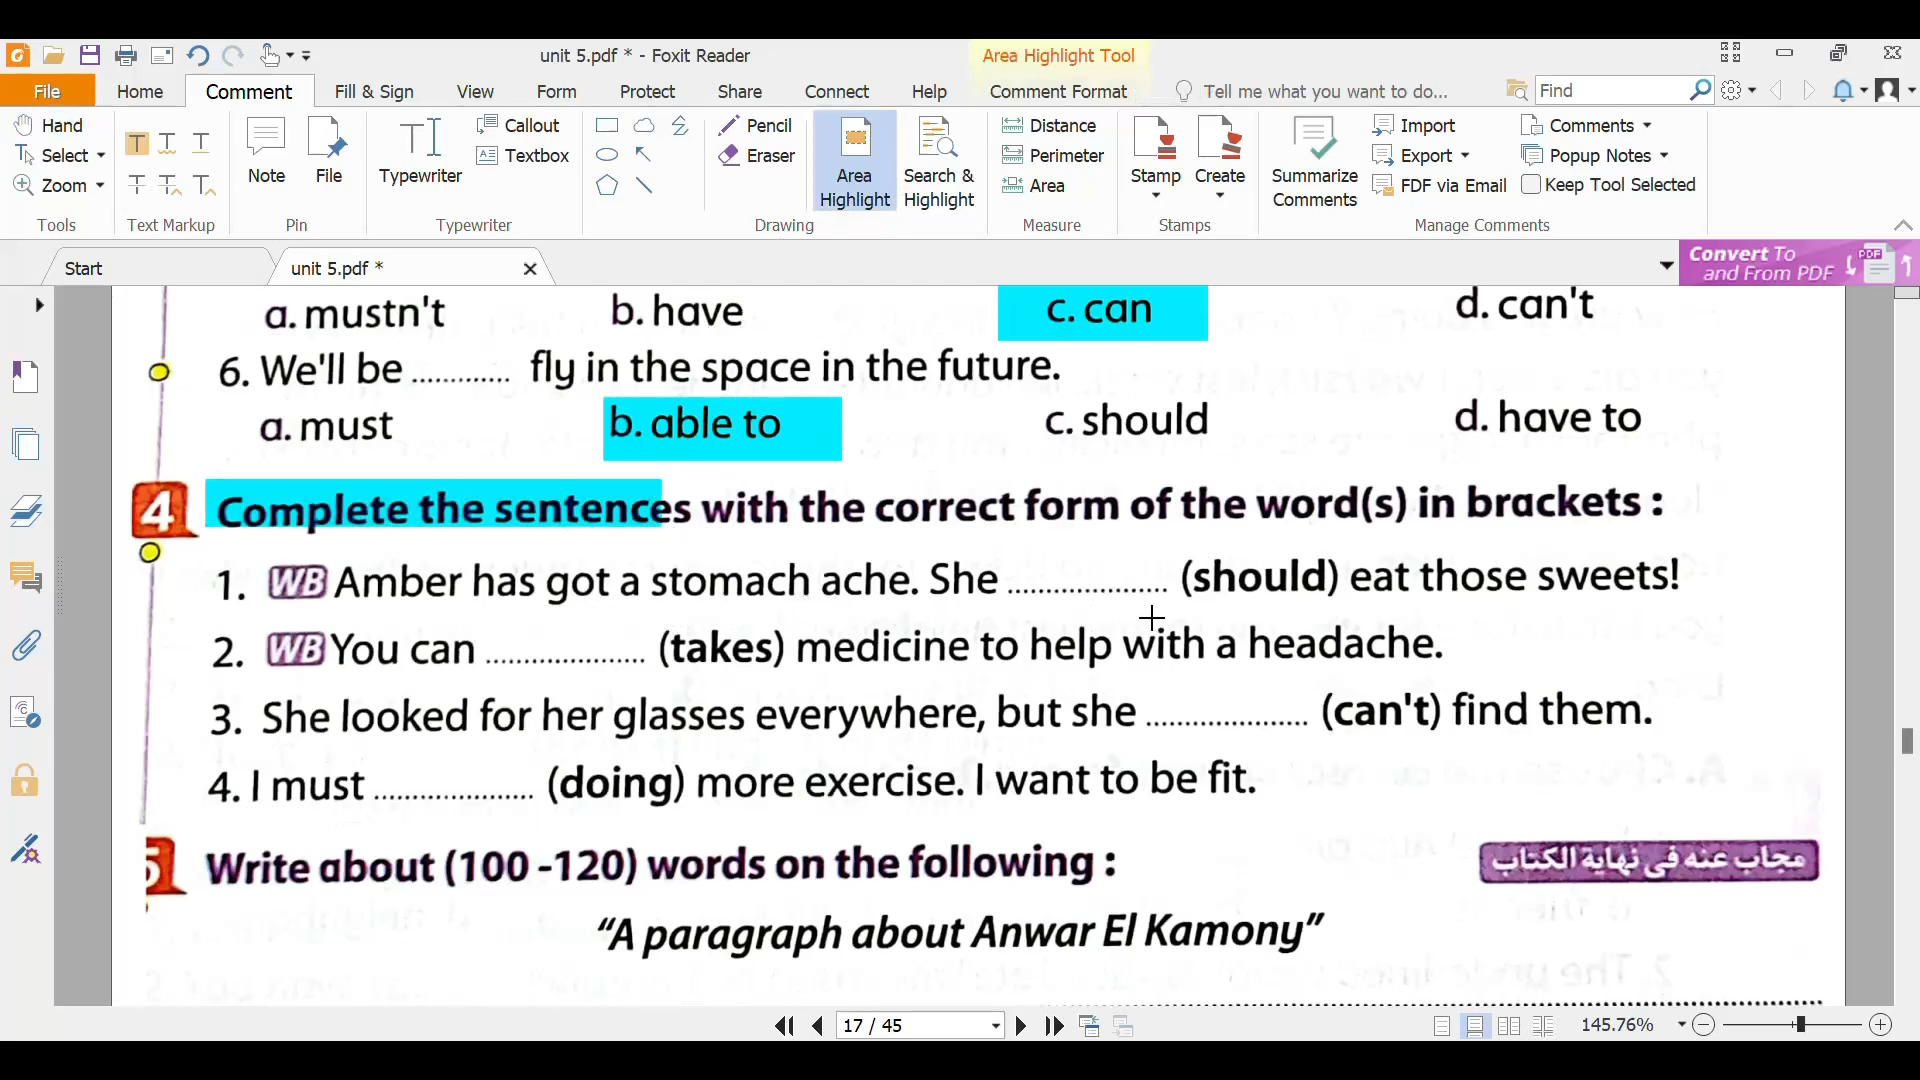 unit 5.pdf * - Foxit Reader
Area Highlight Tool
File
Home
Comment
Fill & Sign
View
Form
Protect
Share
Connect
Help
Comment Format
Tell me what you want to do...
Find
Hand
Select
Zoom
Tools
Text Markup
Note
File
Pin
Typewriter
Callout
Textbox
Typewriter
Pencil
Eraser
Area Highlight
Search & Highlight
Drawing
Distance
Perimeter
Area
Measure
Stamp
Create
Stamps
Summarize Comments
Import
Export
FDF via Email
Comments
Popup Notes
Keep Tool Selected
Manage Comments
Start
unit 5.pdf *
Convert To
and From PDF
PDF
a. mustn't b. have c. can d. can't
6. We'll be ............ fly in the space in the future.
a. must b. able to c. should d. have to
4 Complete the sentences with the correct form of the word(s) in brackets :
1. WB Amber has got a stomach ache. She ..................... (should) eat those sweets!
2. WB You can ..................... (takes) medicine to help with a headache.
3. She looked for her glasses everywhere, but she ..................... (can't) find them.
4. I must ..................... (doing) more exercise. I want to be fit.
5 Write about (100 -120) words on the following :
مجاب عنه فى نهاية الكتاب
“A paragraph about Anwar El Kamony”
17 / 45
145.76%